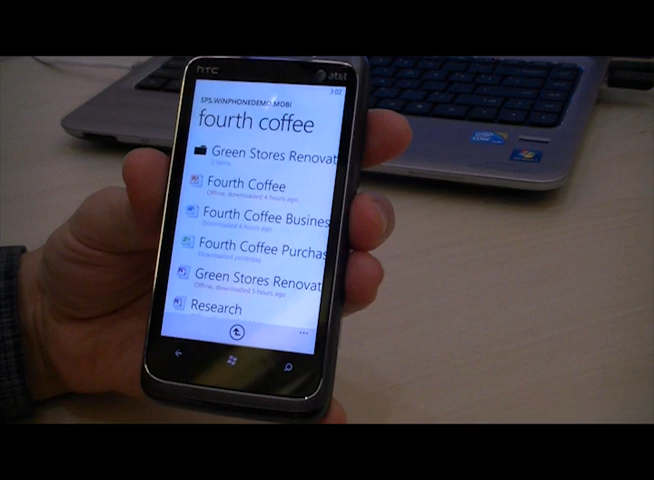 HTC
at&t
3:02
SPS.WINPHONEDEMO.MOBI
fourth coffee
Green Stores Renovat
2 items
Fourth Coffee
Offline, downloaded 4 hours ago
Fourth Coffee Busines
Downloaded 4 hours ago
Fourth Coffee Purchas
Downloaded yesterday
Green Stores Renovat
Offline, downloaded 5 hours ago
Research